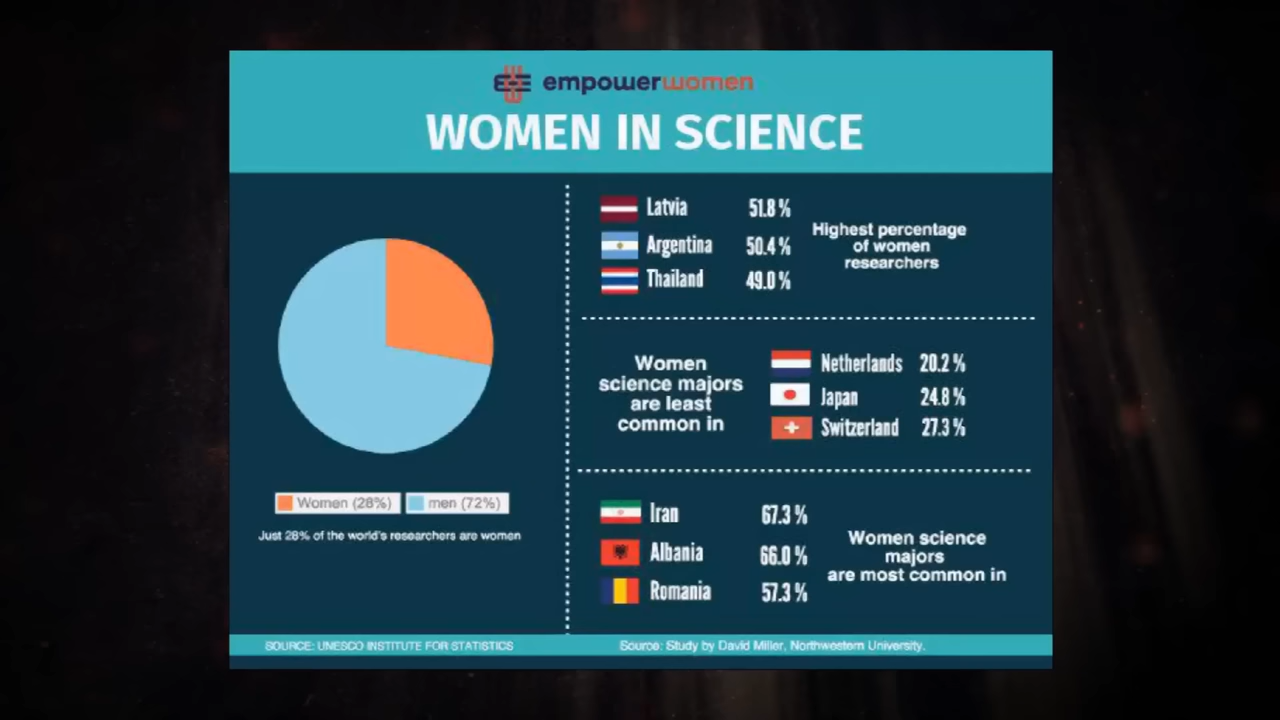 empowerwomen
WOMEN IN SCIENCE
Women (28%)
men (72%)
Just 28% of the world's researchers are women
Latvia 51.8 %
Argentina 50.4 %
Thailand 49.0 %
Highest percentage
of women
researchers
Women
science majors
are least
common in
Netherlands 20.2 %
Japan 24.8 %
Switzerland 27.3 %
Iran 67.3 %
Albania 66.0 %
Romania 57.3 %
Women science
majors
are most common in
SOURCE: UNESCO INSTITUTE FOR STATISTICS
Source: Study by David Miller, Northwestern University.